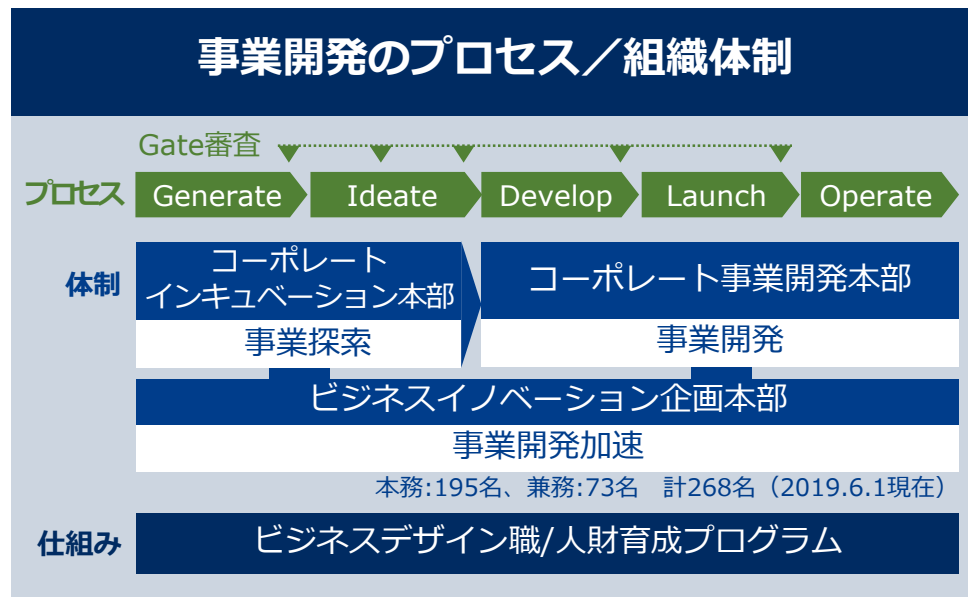 事業開発のプロセス／組織体制
Gate審査
プロセス
Generate
Ideate
Develop
Launch
Operate
体制
コーポレート
インキュベーション本部
事業探索
コーポレート事業開発本部
事業開発
ビジネスイノベーション企画本部
事業開発加速
本務:195名、兼務:73名　計268名（2019.6.1現在）
仕組み
ビジネスデザイン職/人財育成プログラム